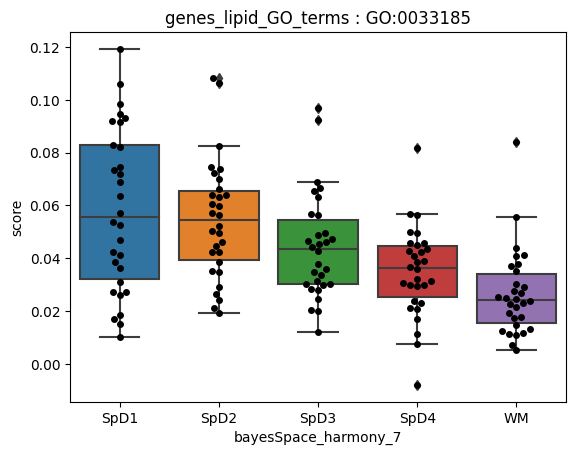 genes_lipid_GO_terms : GO:0033185
0.12
0.10
0.08
0.06
0.04
0.02
0.00
score
SpD1 SpD2 SpD3 SpD4 WM
bayesSpace_harmony_7